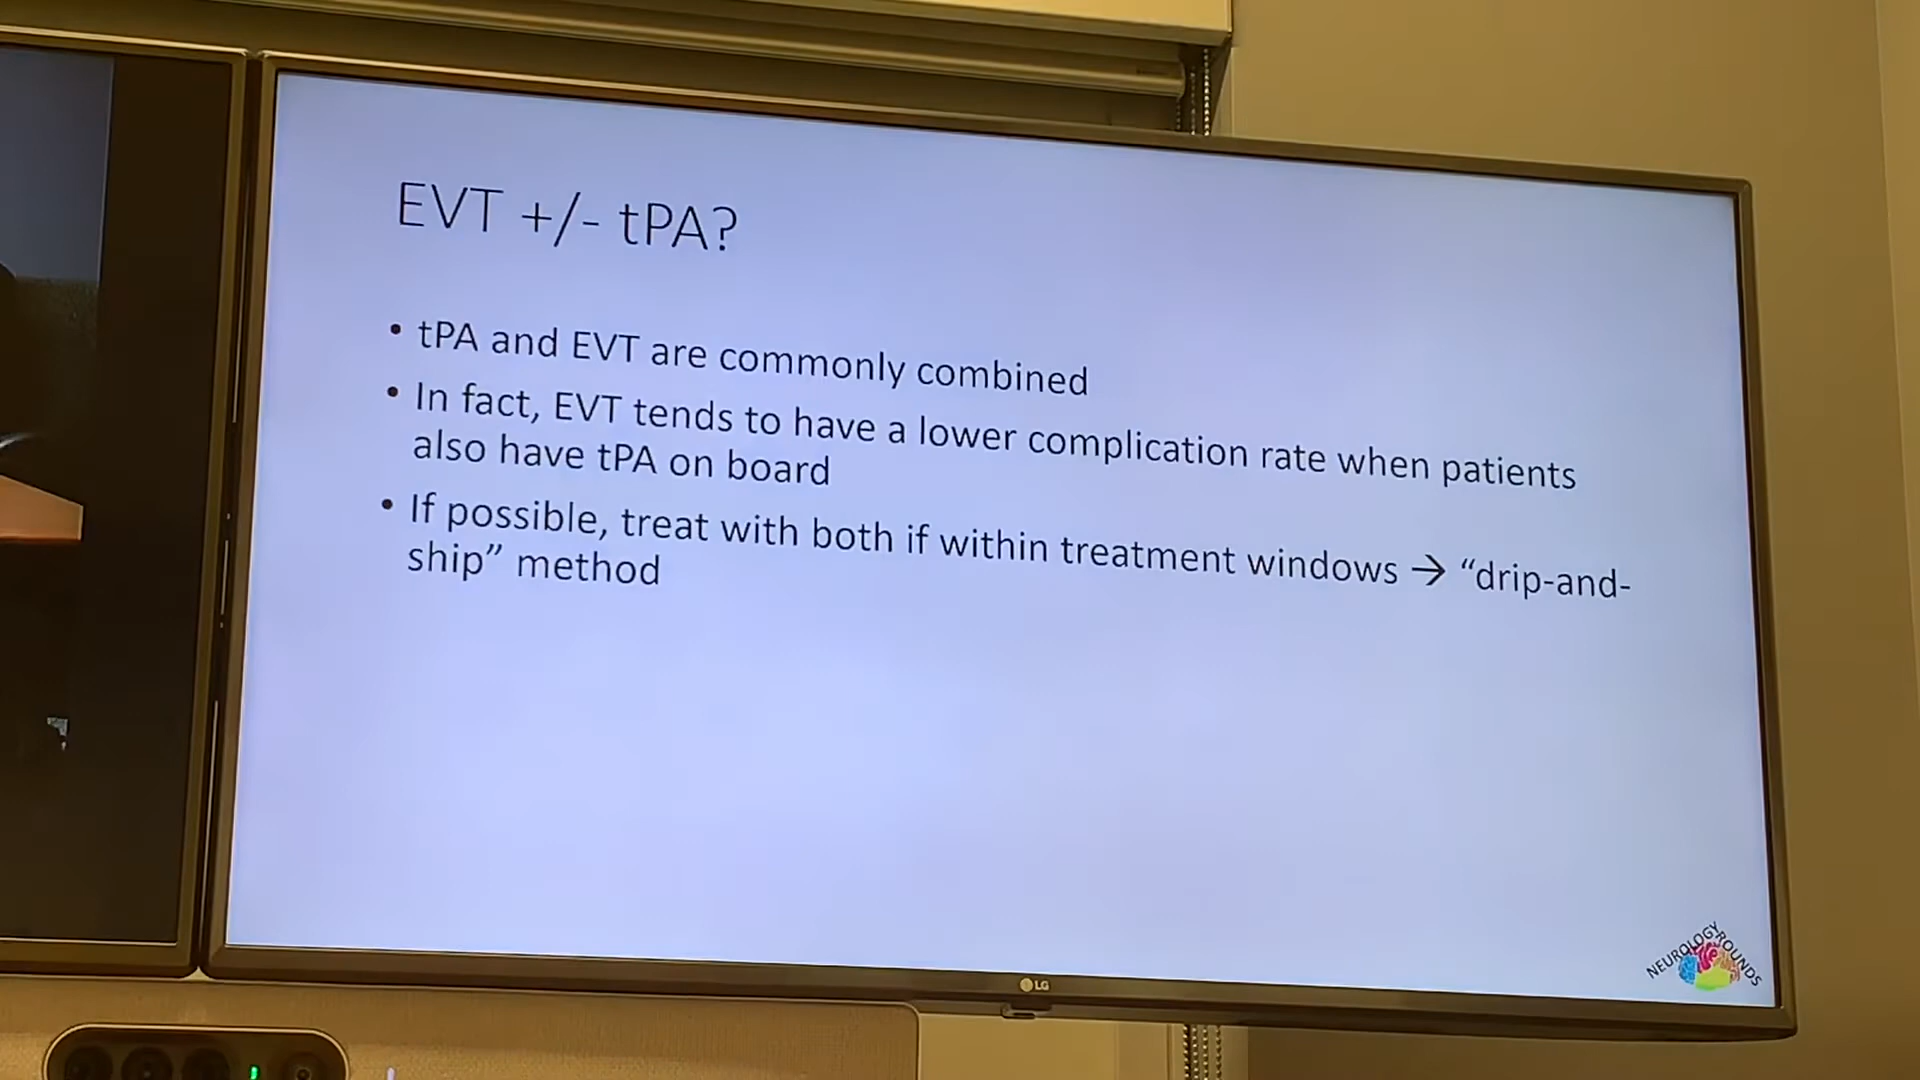 EVT +/- tPA?
• tPA and EVT are commonly combined
• In fact, EVT tends to have a lower complication rate when patients
also have tPA on board
• If possible, treat with both if within treatment windows → “drip-and-
ship” method
NEUROLOGY ROUNDS
LG